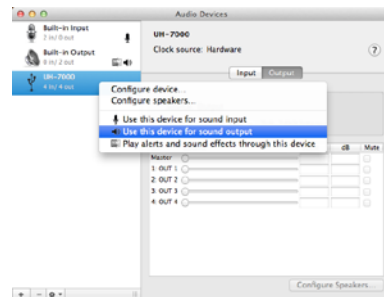 Audio Devices
Built-in Input
2 in/ 0 out
Built-in Output
0 in/ 2 out
UH-7000
4 in/ 4 out
UH-7000
Clock source: Hardware
?
Input
Output
Configure device...
Configure speakers...
Use this device for sound input
Use this device for sound output
Play alerts and sound effects through this device
dB
Mute
Master
1: OUT 1
2: OUT 2
3: OUT 3
4: OUT 4
Configure Speakers...